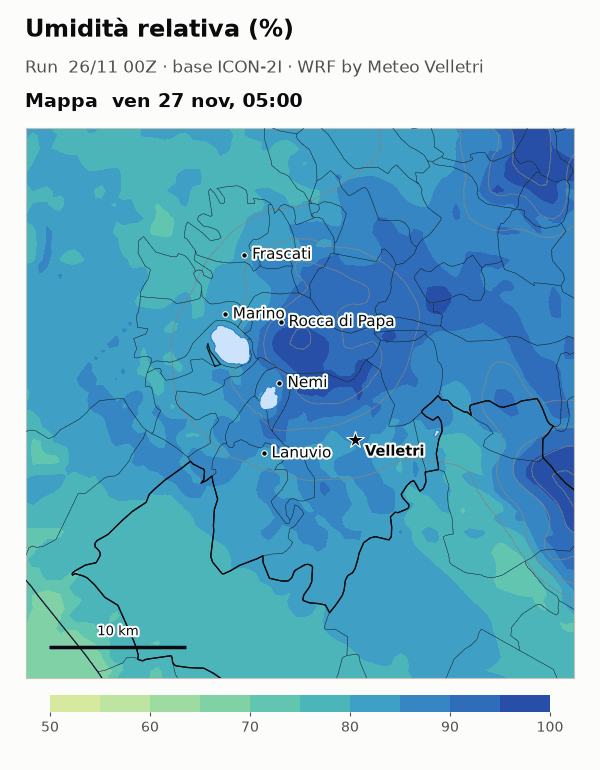 Umidità relativa (%)
Run  26/11 00Z · base ICON-2I · WRF by Meteo Velletri
Mappa  ven 27 nov, 05:00
Frascati
Marino
Rocca di Papa
Nemi
Velletri
Lanuvio
10 km
50 60 70 80 90 100